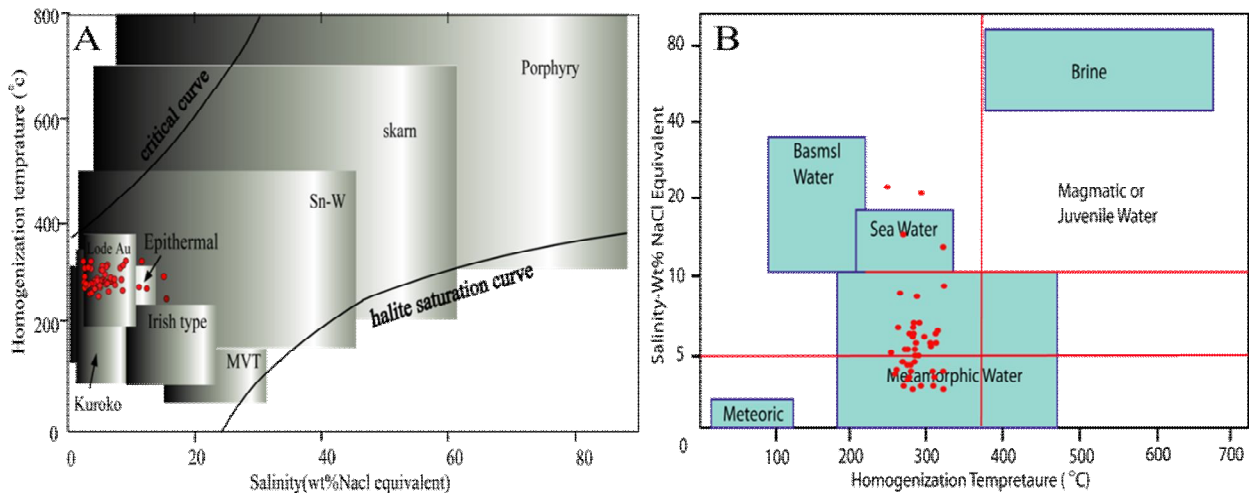 A
800
600
400
200
0
Homogenization temprature (°c)
critical curve
Porphyry
skarn
Sn-W
Lode Au
Epithermal
halite saturation curve
Irish type
MVT
Kuroko
0
20
40
60
80
Salinity(wt%Nacl equivalent)
B
80
40
20
10
5
0
Salinity-Wt% NaCl Equivalent
Brine
Basmsl
Water
Magmatic or
Juvenile Water
Sea Water
Metamorphic Water
Meteoric
100
200
300
400
500
600
700
Homogenization Tempretaure (°C)